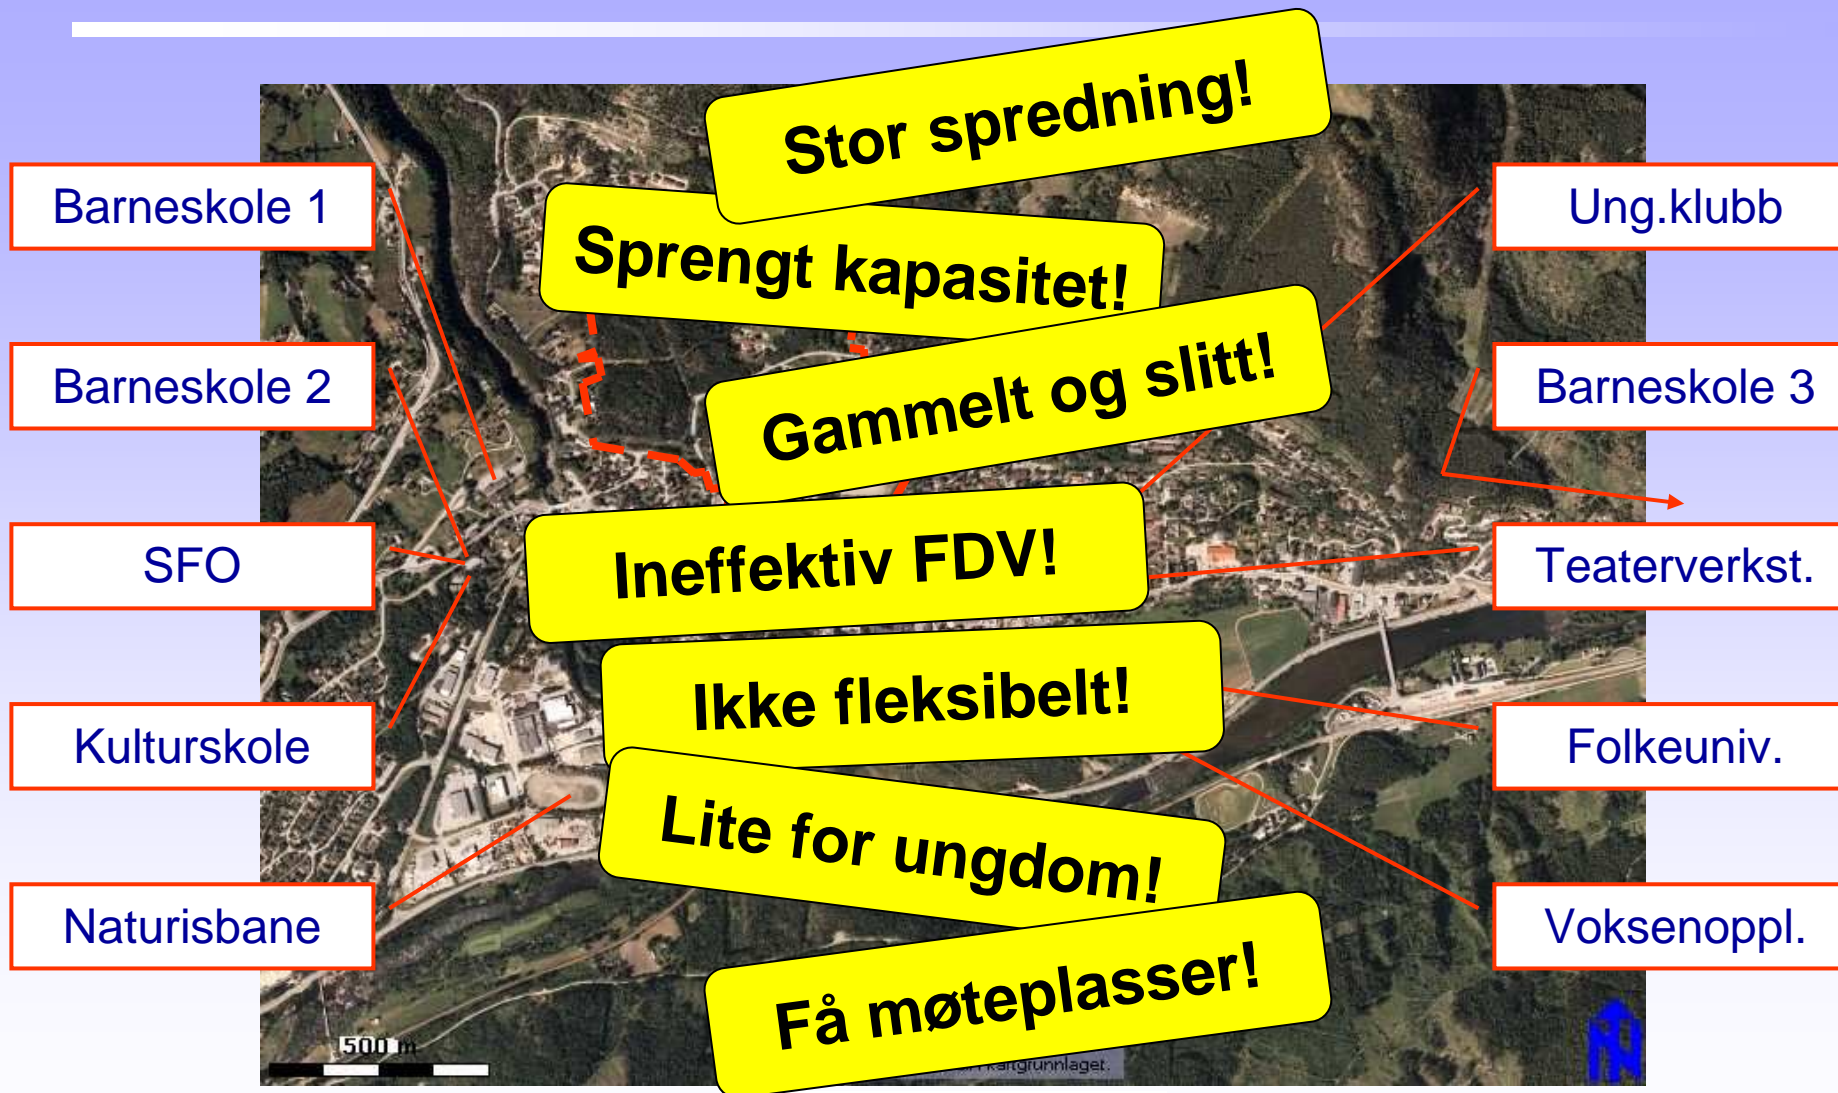 Stor spredning!
Sprengt kapasitet!
Gammelt og slitt!
Ineffektiv FDV!
Ikke fleksibelt!
Lite for ungdom!
Få møteplasser!
Barneskole 1
Barneskole 2
SFO
Kulturskole
Naturisbane
Ung.klubb
Barneskole 3
Teaterverkst.
Folkeuniv.
Voksenoppl.
500 m
kartgrunnlaget.
N